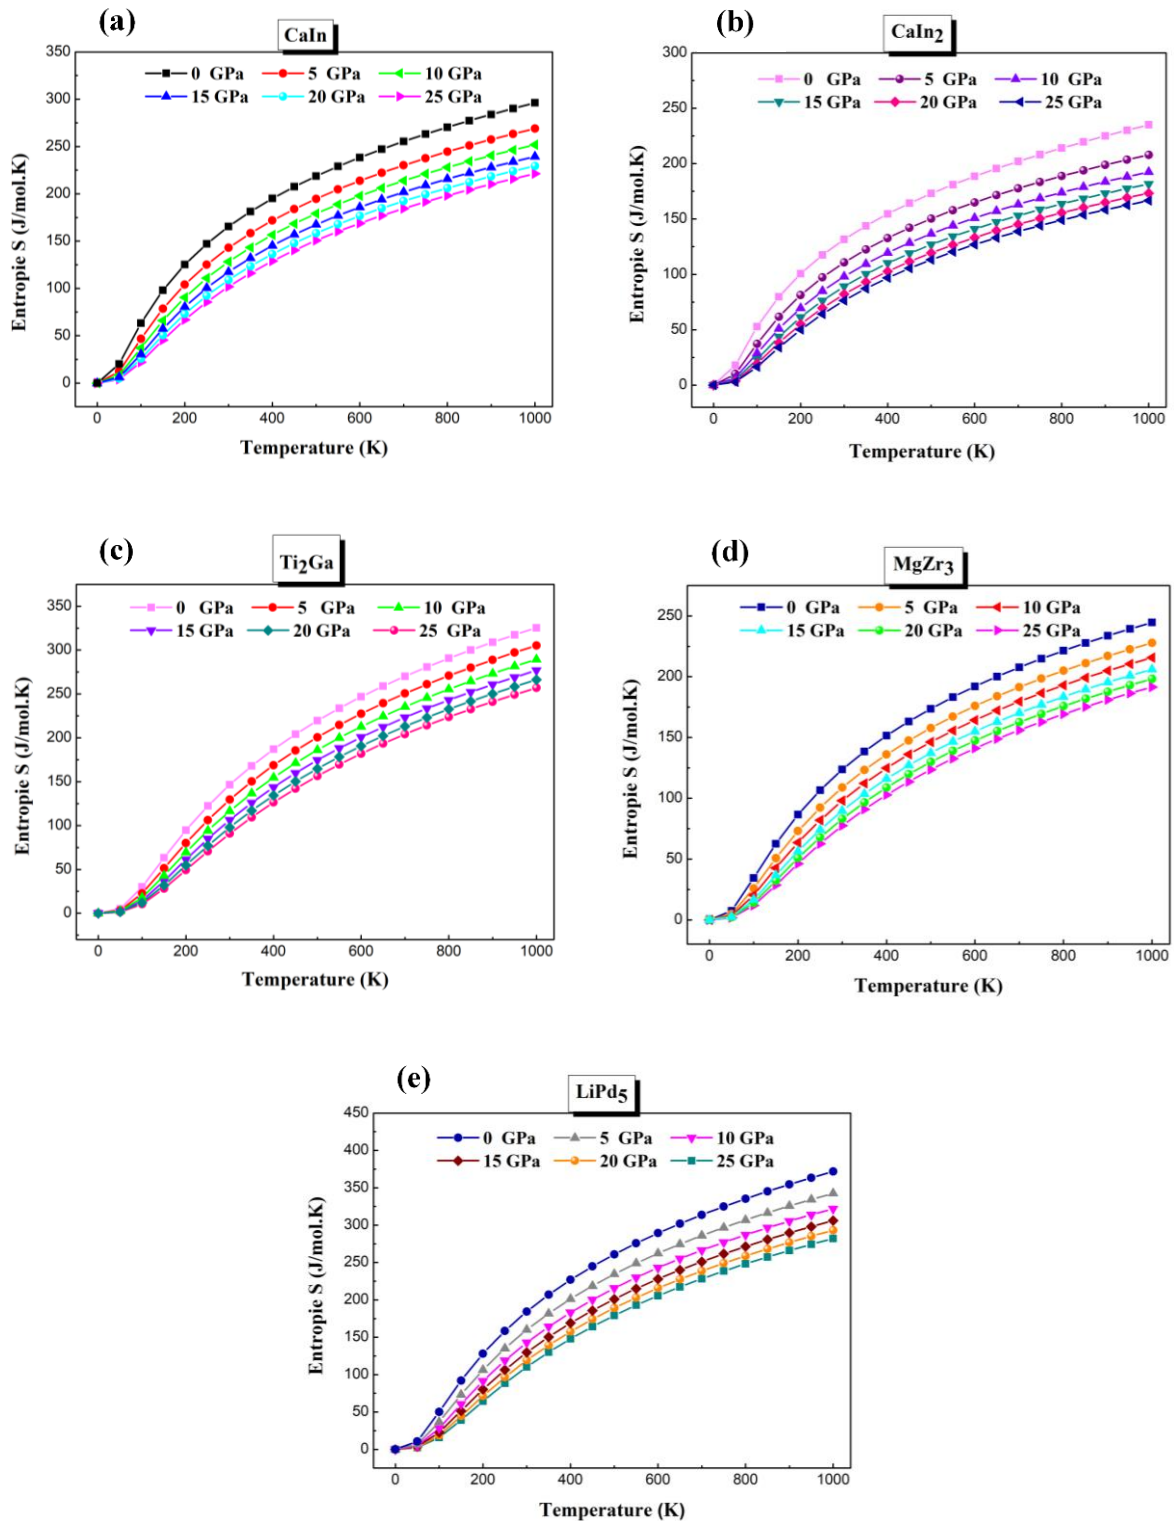 (a)
CaIn
0 GPa 5 GPa 10 GPa
15 GPa 20 GPa 25 GPa
350
300
250
200
150
100
50
0
Entropic S (J/mol.K)
0 200 400 600 800 1000
Temperature (K)
(b)
CaIn2
0 GPa 5 GPa 10 GPa
15 GPa 20 GPa 25 GPa
300
250
200
150
100
50
0
Entropic S (J/mol.K)
0 200 400 600 800 1000
Temperature (K)
(c)
Ti2Ga
0 GPa 5 GPa 10 GPa
15 GPa 20 GPa 25 GPa
350
300
250
200
150
100
50
0
Entropic S (J/mol.K)
0 200 400 600 800 1000
Temperature (K)
(d)
MgZr3
0 GPa 5 GPa 10 GPa
15 GPa 20 GPa 25 GPa
250
200
150
100
50
0
Entropic S (J/mol.K)
0 200 400 600 800 1000
Temperature (K)
(e)
LiPd5
0 GPa 5 GPa 10 GPa
15 GPa 20 GPa 25 GPa
450
400
350
300
250
200
150
100
50
0
Entropic S (J/mol.K)
0 200 400 600 800 1000
Temperature (K)